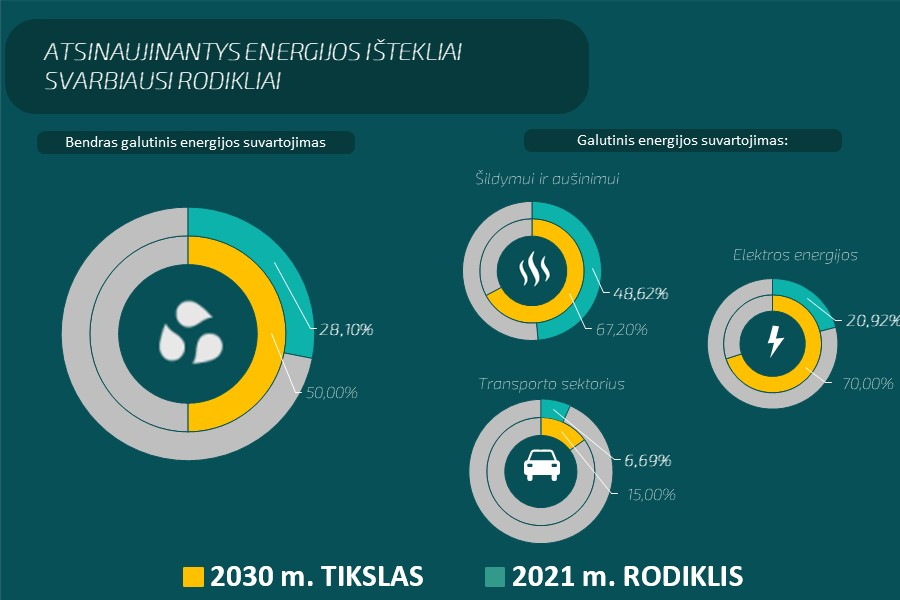 ATSINAUJINANTYS ENERGIJOS IŠTEKLIAI
SVARBIAUSI RODIKLIAI
Bendras galutinis energijos suvartojimas
28,10%
50,00%
Galutinis energijos suvartojimas:
Šildymui ir aušinimui
48,62%
67,20%
Elektros energijos
20,92%
70,00%
Transporto sektorius
6,69%
15,00%
2030 m. TIKSLAS
2021 m. RODIKLIS